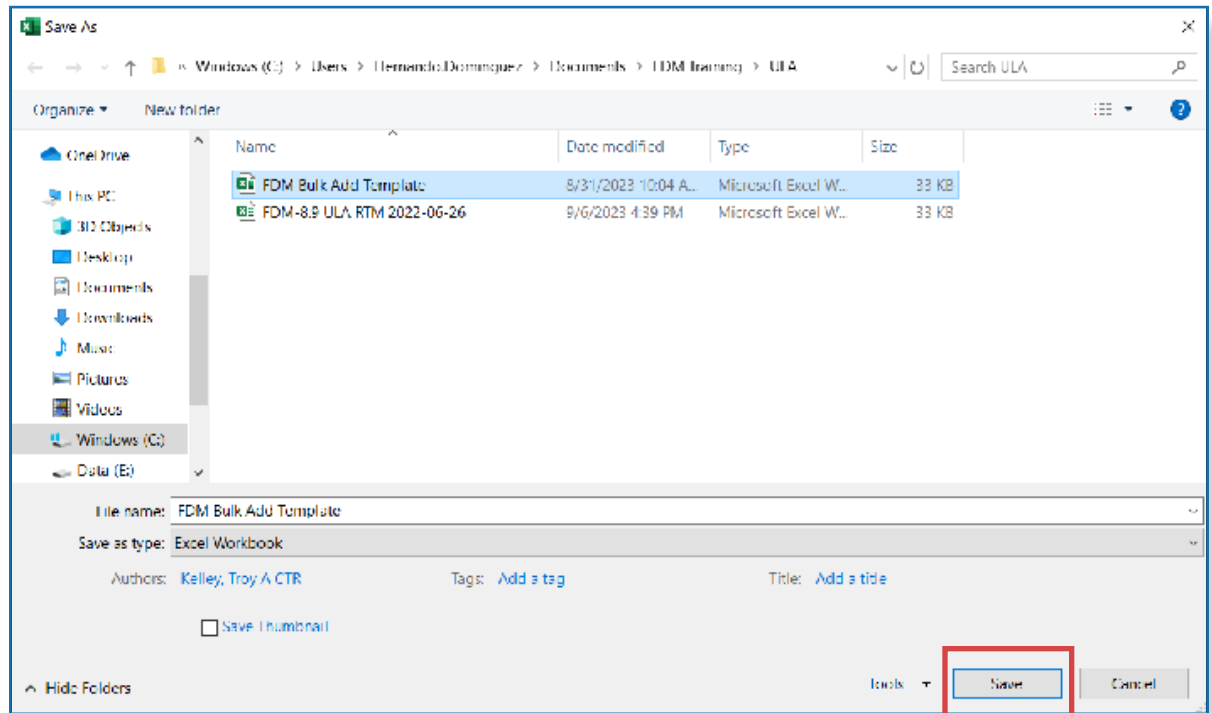 Save As
« Windows (C:) > Users > Hernando.Dominguez > Documents > FDM Training > ULA
Search ULA
Organize
New folder
Name Date modified Type Size
OneDrive
FDM Bulk Add Template 8/31/2023 10:04 A... Microsoft Excel W... 33 KB
This PC
FDM-8.9 ULA RTM 2022-06-26 9/6/2023 4:39 PM Microsoft Excel W... 33 KB
3D Objects
Desktop
Documents
Downloads
Music
Pictures
Videos
Windows (C:)
Data (E:)
File name: FDM Bulk Add Template
Save as type: Excel Workbook
Authors: Kelley, Troy A CTR Tags: Add a tag Title: Add a title
Save Thumbnail
Hide Folders Tools Save Cancel